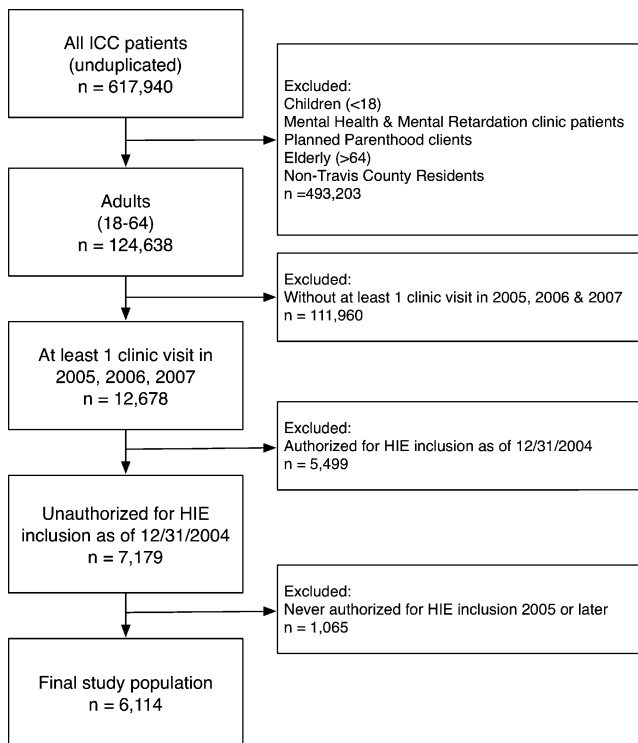 All ICC patients
(unduplicated)
n = 617,940
Excluded:
Children (<18)
Mental Health & Mental Retardation clinic patients
Planned Parenthood clients
Elderly (>64)
Non-Travis County Residents
n =493,203
Adults
(18-64)
n = 124,638
Excluded:
Without at least 1 clinic visit in 2005, 2006 & 2007
n = 111,960
At least 1 clinic visit in
2005, 2006, 2007
n = 12,678
Excluded:
Authorized for HIE inclusion as of 12/31/2004
n = 5,499
Unauthorized for HIE
inclusion as of 12/31/2004
n = 7,179
Excluded:
Never authorized for HIE inclusion 2005 or later
n = 1,065
Final study population
n = 6,114